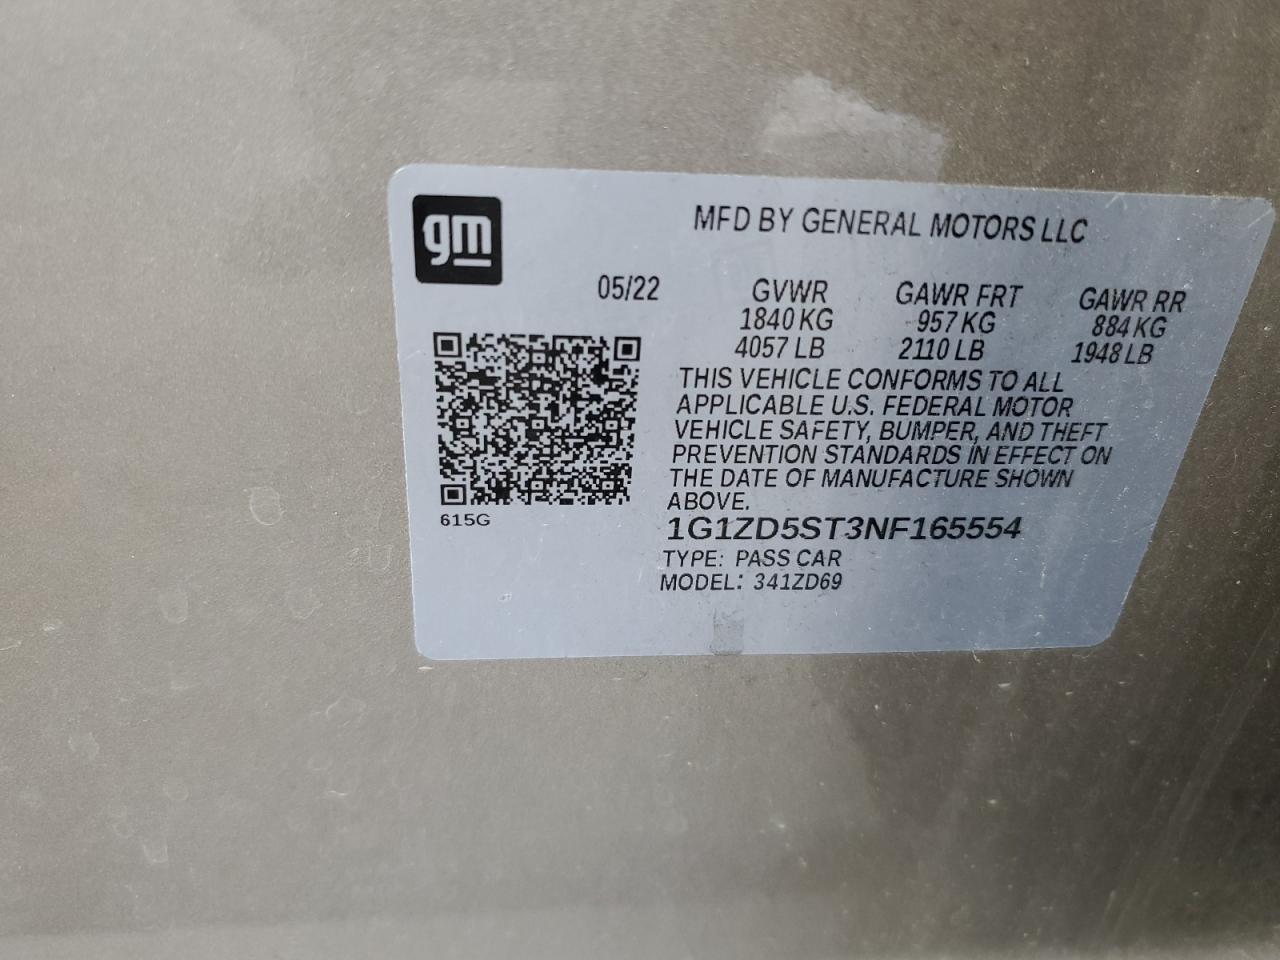 gm
MFD BY GENERAL MOTORS LLC
05/22 GVWR GAWR FRT GAWR RR
1840 KG 957 KG 884 KG
4057 LB 2110 LB 1948 LB
THIS VEHICLE CONFORMS TO ALL
APPLICABLE U.S. FEDERAL MOTOR
VEHICLE SAFETY, BUMPER, AND THEFT
PREVENTION STANDARDS IN EFFECT ON
THE DATE OF MANUFACTURE SHOWN
ABOVE.
615G
1G1ZD5ST3NF165554
TYPE: PASS CAR
MODEL: 341ZD69